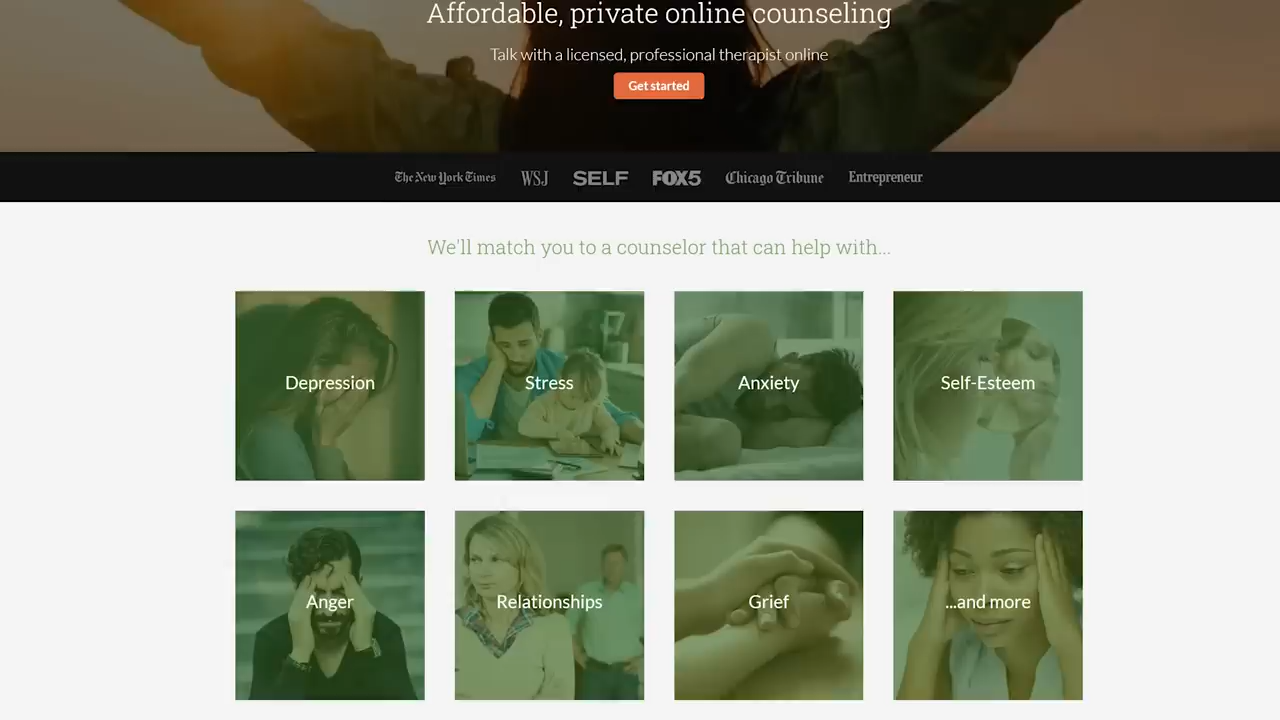 Affordable, private online counseling
Talk with a licensed, professional therapist online
Get started
The New York Times WSJ SELF FOX5 Chicago Tribune Entrepreneur
We'll match you to a counselor that can help with...
Depression Stress Anxiety Self-Esteem
Anger Relationships Grief ...and more